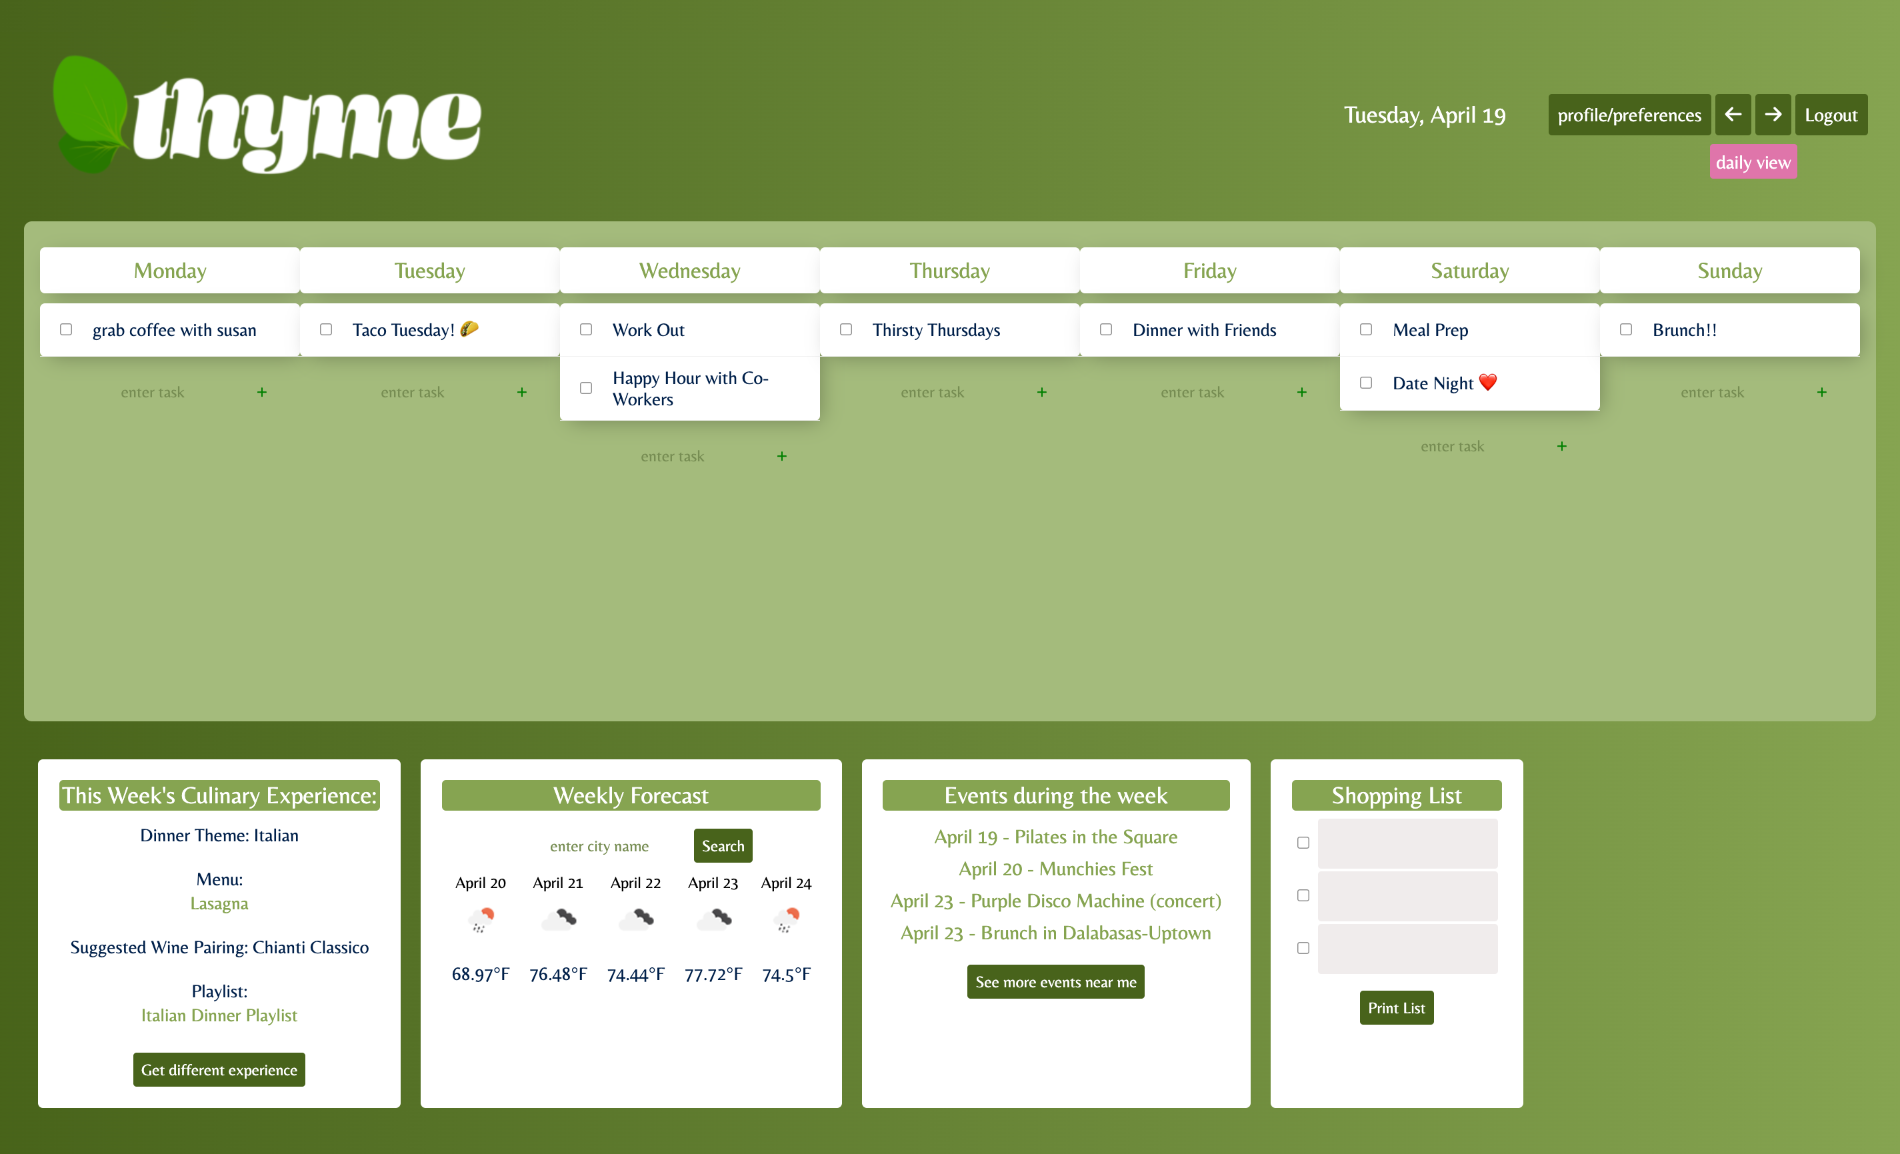 thyme
Tuesday, April 19
profile/preferences
Logout
daily view
Monday
Tuesday
Wednesday
Thursday
Friday
Saturday
Sunday
grab coffee with susan
Taco Tuesday! 🌮
Work Out
Thirsty Thursdays
Dinner with Friends
Meal Prep
Brunch!!
Happy Hour with Co-
Workers
Date Night ❤️
enter task +
enter task +
enter task +
enter task +
enter task +
enter task +
enter task +
This Week's Culinary Experience:
Dinner Theme: Italian
Menu:
Lasagna
Suggested Wine Pairing: Chianti Classico
Playlist:
Italian Dinner Playlist
Get different experience
Weekly Forecast
enter city name
Search
April 20
April 21
April 22
April 23
April 24
68.97°F
76.48°F
74.44°F
77.72°F
74.5°F
Events during the week
April 19 - Pilates in the Square
April 20 - Munchies Fest
April 23 - Purple Disco Machine (concert)
April 23 - Brunch in Dalabasas-Uptown
See more events near me
Shopping List
Print List